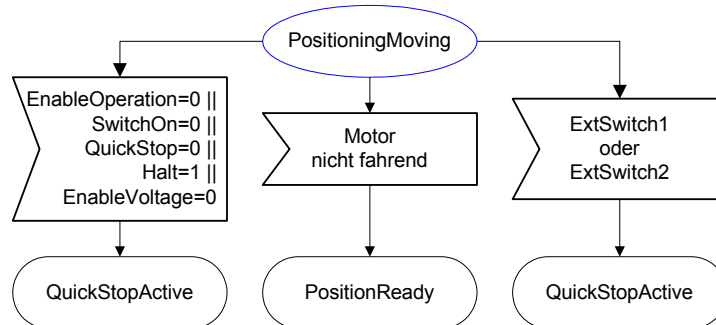 PositioningMoving
EnableOperation=0 ||
SwitchOn=0 ||
QuickStop=0 ||
Halt=1 ||
EnableVoltage=0
Motor
nicht fahrend
ExtSwitch1
oder
ExtSwitch2
QuickStopActive
PositionReady
QuickStopActive